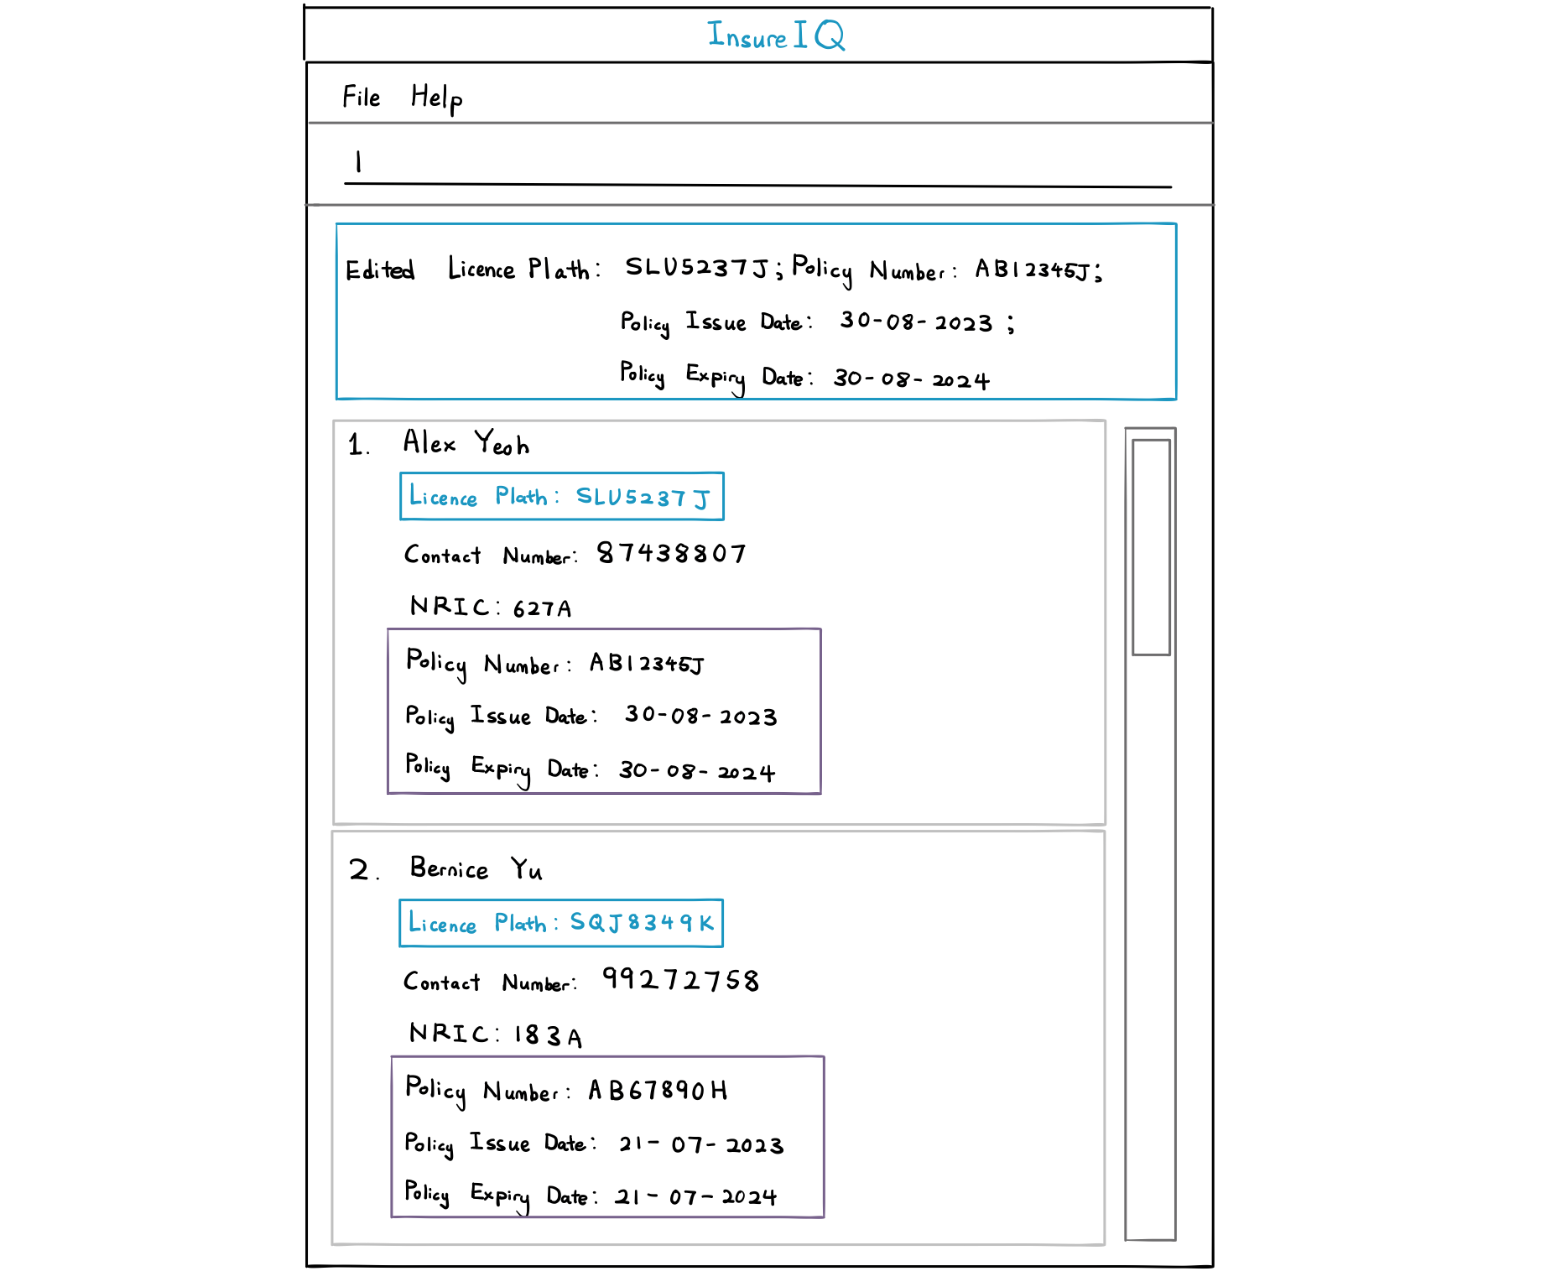 InsureIQ
File Help
Edited Licence Plath: SLU5237J; Policy Number: AB12345J;
Policy Issue Date: 30-08-2023;
Policy Expiry Date: 30-08-2024
1. Alex Yeoh
Licence Plath: SLU5237J
Contact Number: 87438807
NRIC: 627A
Policy Number: AB12345J
Policy Issue Date: 30-08-2023
Policy Expiry Date: 30-08-2024
2. Bernice Yu
Licence Plath: SQJ8349K
Contact Number: 99272758
NRIC: 183A
Policy Number: AB67890H
Policy Issue Date: 21-07-2023
Policy Expiry Date: 21-07-2024